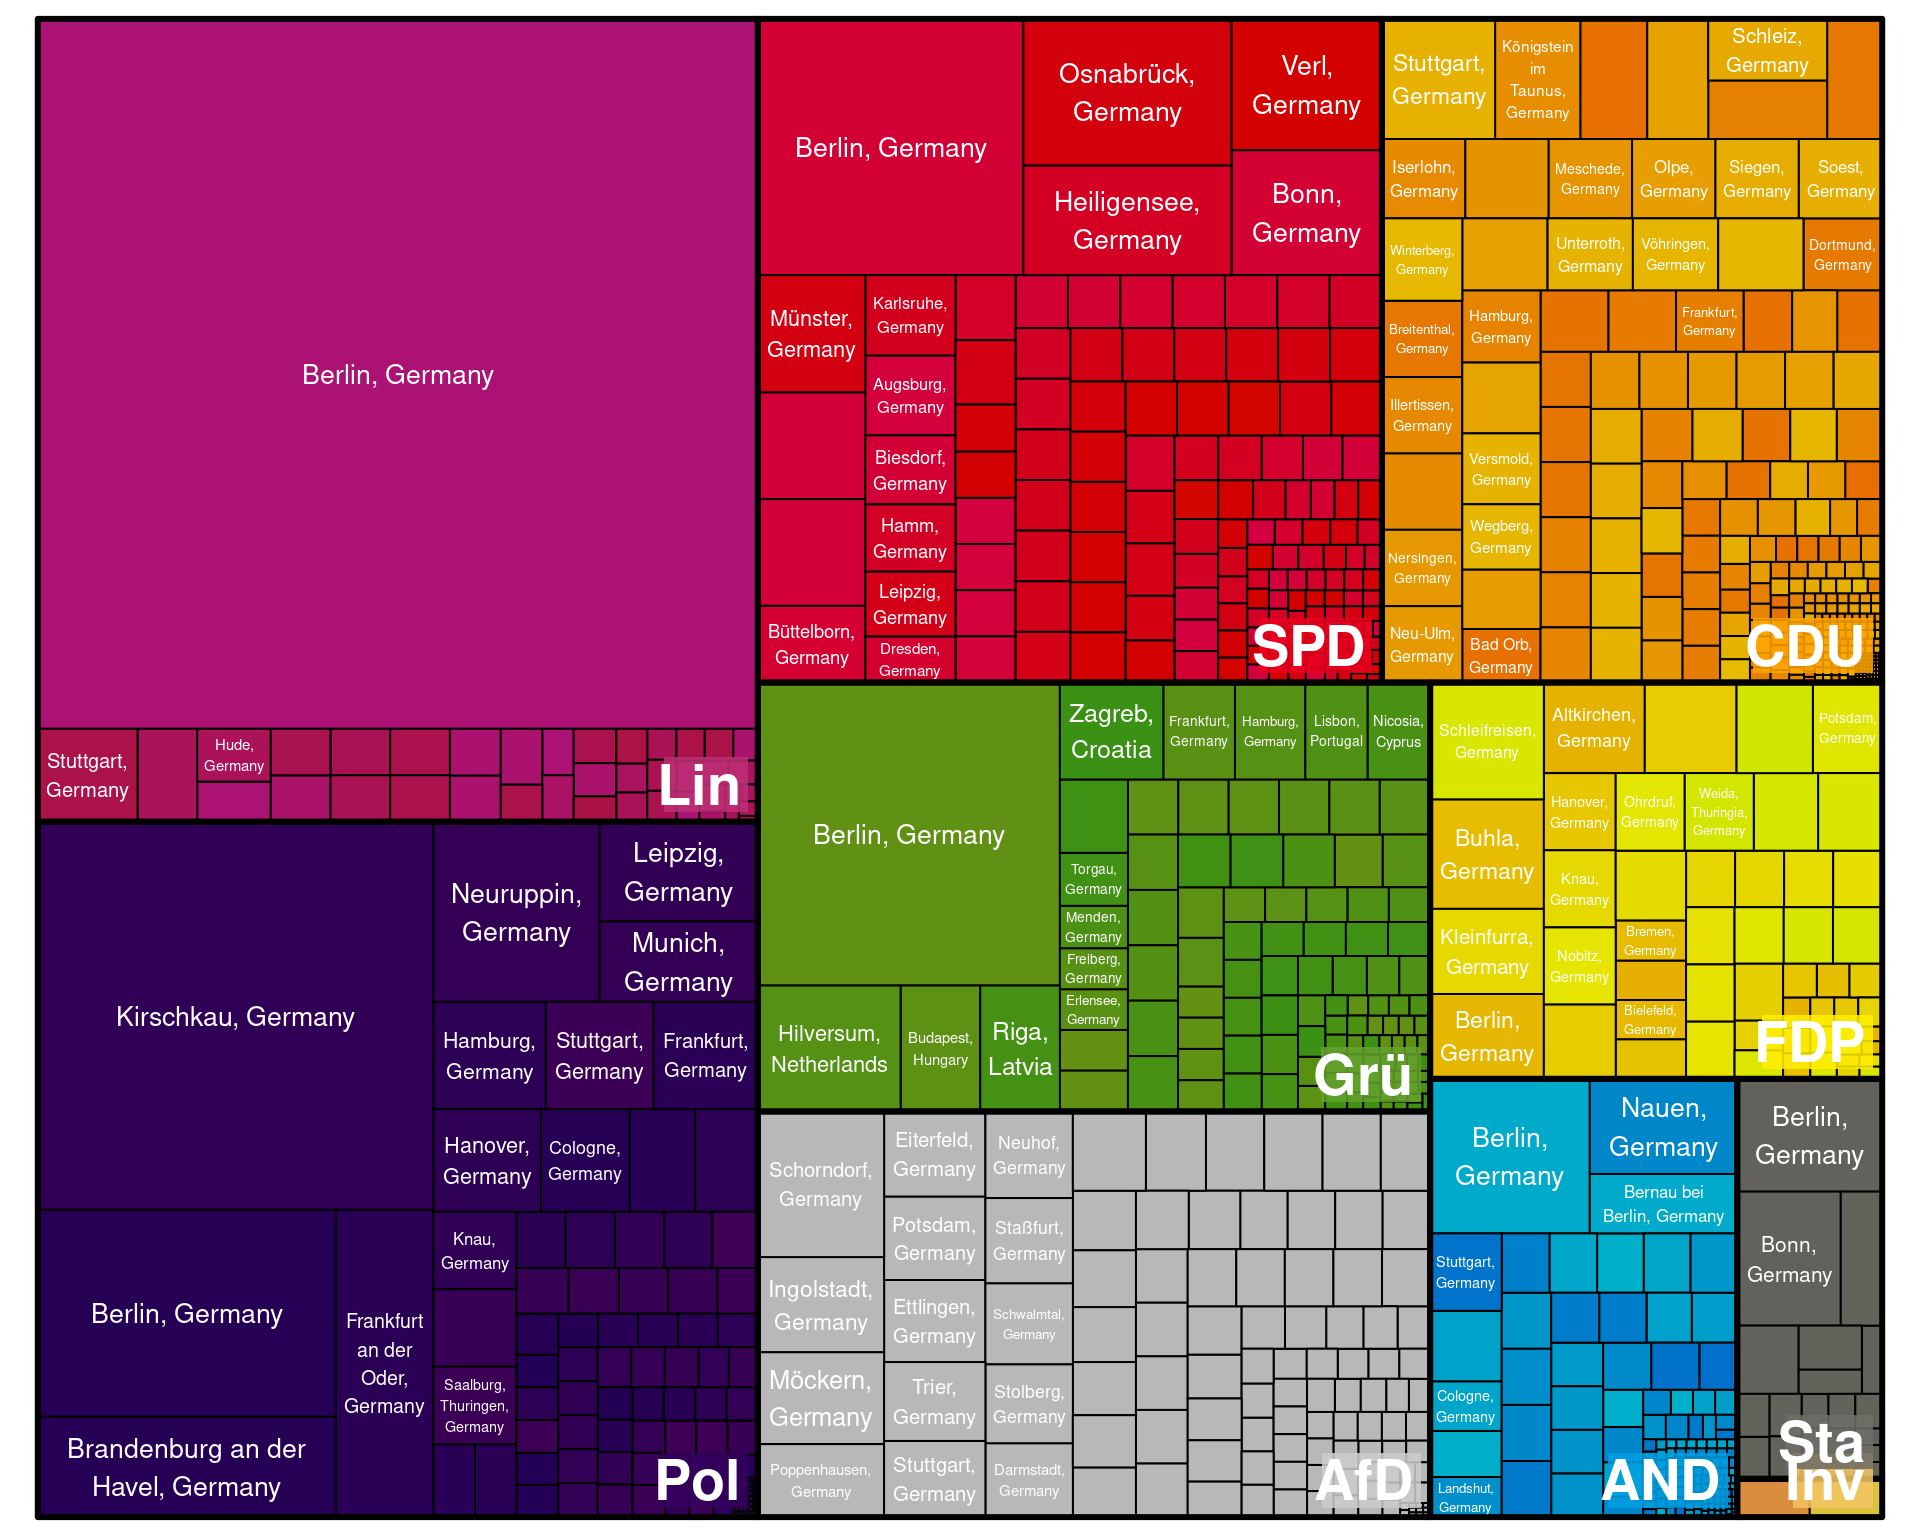 Berlin, Germany
Stuttgart,
Germany
Hude,
Germany
Lin
Kirschkau, Germany
Neuruppin,
Germany
Leipzig,
Germany
Munich,
Germany
Hamburg,
Germany
Stuttgart,
Germany
Frankfurt,
Germany
Hanover,
Germany
Cologne,
Germany
Berlin, Germany
Brandenburg an der
Havel, Germany
Frankfurt
an der
Oder,
Germany
Knau,
Germany
Saalburg,
Thuringen,
Germany
Pol
Berlin, Germany
Osnabrück,
Germany
Verl,
Germany
Heiligensee,
Germany
Bonn,
Germany
Münster,
Germany
Büttelborn,
Germany
Karlsruhe,
Germany
Augsburg,
Germany
Biesdorf,
Germany
Hamm,
Germany
Leipzig,
Germany
Dresden,
Germany
SPD
Stuttgart,
Germany
Königstein
im
Taunus,
Germany
Schleiz,
Germany
Iserlohn,
Germany
Meschede,
Germany
Olpe,
Germany
Siegen,
Germany
Soest,
Germany
Winterberg,
Germany
Unterroth,
Germany
Vöhringen,
Germany
Dortmund,
Germany
Breitenthal,
Germany
Hamburg,
Germany
Frankfurt,
Germany
Illertissen,
Germany
Versmold,
Germany
Wegberg,
Germany
Nersingen,
Germany
Neu-Ulm,
Germany
Bad Orb,
Germany
CDU
Berlin, Germany
Hilversum,
Netherlands
Budapest,
Hungary
Riga,
Latvia
Zagreb,
Croatia
Frankfurt,
Germany
Hamburg,
Germany
Lisbon,
Portugal
Nicosia,
Cyprus
Torgau,
Germany
Menden,
Germany
Freiberg,
Germany
Erlensee,
Germany
Grü
Schleifreisen,
Germany
Altkirchen,
Germany
Potsdam,
Germany
Buhla,
Germany
Hanover,
Germany
Ohrdruf,
Germany
Weida,
Thuringia,
Germany
Knau,
Germany
Kleinfurra,
Germany
Bremen,
Germany
Nobitz,
Germany
Berlin,
Germany
Bielefeld,
Germany
FDP
Schorndorf,
Germany
Ingolstadt,
Germany
Möckern,
Germany
Poppenhausen,
Germany
Eiterfeld,
Germany
Potsdam,
Germany
Ettlingen,
Germany
Trier,
Germany
Stuttgart,
Germany
Neuhof,
Germany
Staßfurt,
Germany
Schwalmtal,
Germany
Stolberg,
Germany
Darmstadt,
Germany
AfD
Berlin,
Germany
Nauen,
Germany
Bernau bei
Berlin, Germany
Stuttgart,
Germany
Cologne,
Germany
Landshut,
Germany
AND
Berlin,
Germany
Bonn,
Germany
Sta
Inv